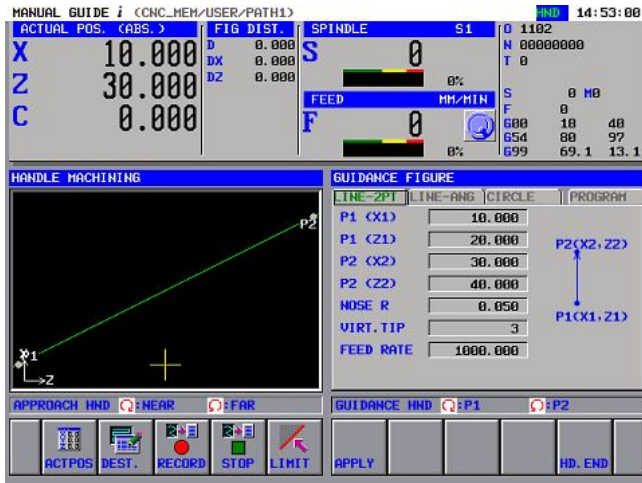 MANUAL GUIDE i (CNC_MEM/USER/PATH1) HND 14:53:00
ACTUAL POS. (ABS.) FIG DIST. SPINDLE S1 O 1102
X 10.000 D 0.000 S 0 N 00000000
DX 0.000 T 0
Z 30.000 DZ 0.000 0% S 0 M0
FEED MM/MIN F 0
C 0.000 F 0 G00 18 40
G54 80 97
0% G99 69.1 13.1
HANDLE MACHINING
P2
P1
→Z
APPROACH HND :NEAR :FAR
GUIDANCE FIGURE
LINE-2PT LINE-ANG CIRCLE PROGRAM
P1 (X1) 10.000
P1 (Z1) 20.000
P2 (X2) 30.000
P2 (Z2) 40.000
NOSE R 0.050
VIRT.TIP 3
FEED RATE 1000.000
P2(X2,Z2)
P1(X1,Z1)
GUIDANCE HND :P1 :P2
ACTPOS DEST. RECORD STOP LIMIT APPLY HD.END